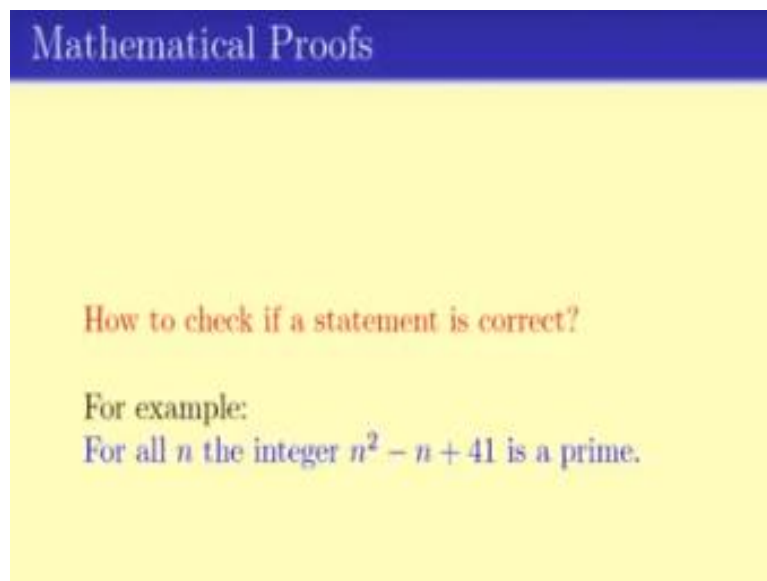 Mathematical Proofs
How to check if a statement is correct?
For example:
For all n the integer n² − n + 41 is a prime.